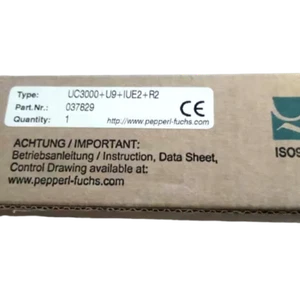 Type: UC3000+U9+IUE2+R2
Part.Nr.: 037829
Quantity: 1 http://www.pepperl-fuchs.com
CE
ACHTUNG / IMPORTANT:
Betriebsanleitung / Instruction, Data Sheet,
Control Drawing available at:
www.pepperl-fuchs.com
ISO9